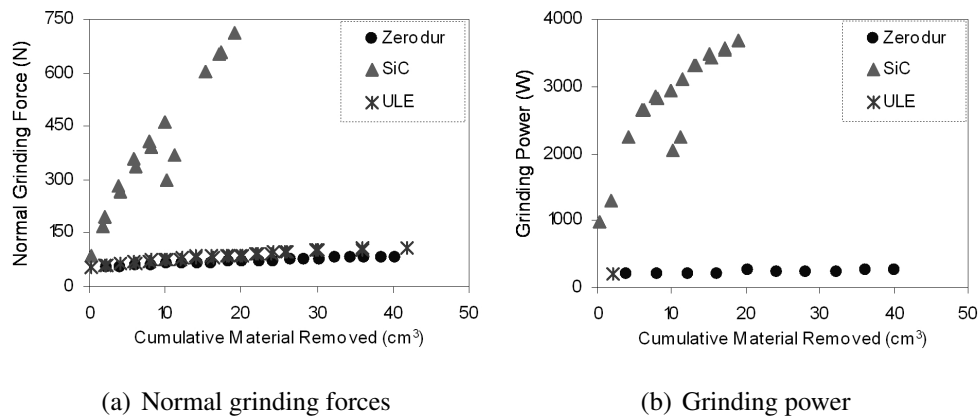 750
600
450
300
150
0
Normal Grinding Force (N)
Zerodur
SiC
ULE
0 10 20 30 40 50
Cumulative Material Removed (cm³)
(a) Normal grinding forces
4000
3000
2000
1000
0
Grinding Power (W)
Zerodur
SiC
ULE
0 10 20 30 40 50
Cumulative Material Removed (cm³)
(b) Grinding power